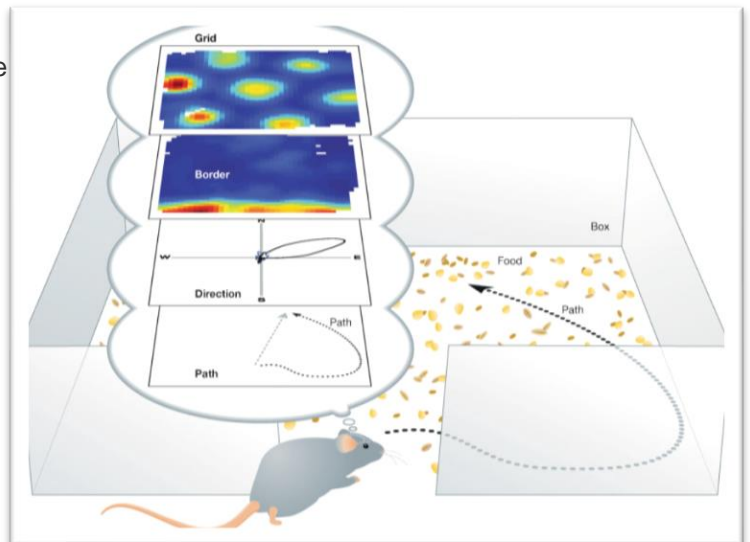 e
Grid
Border
N
W
E
S
Direction
Path
Path
Box
Food
Path